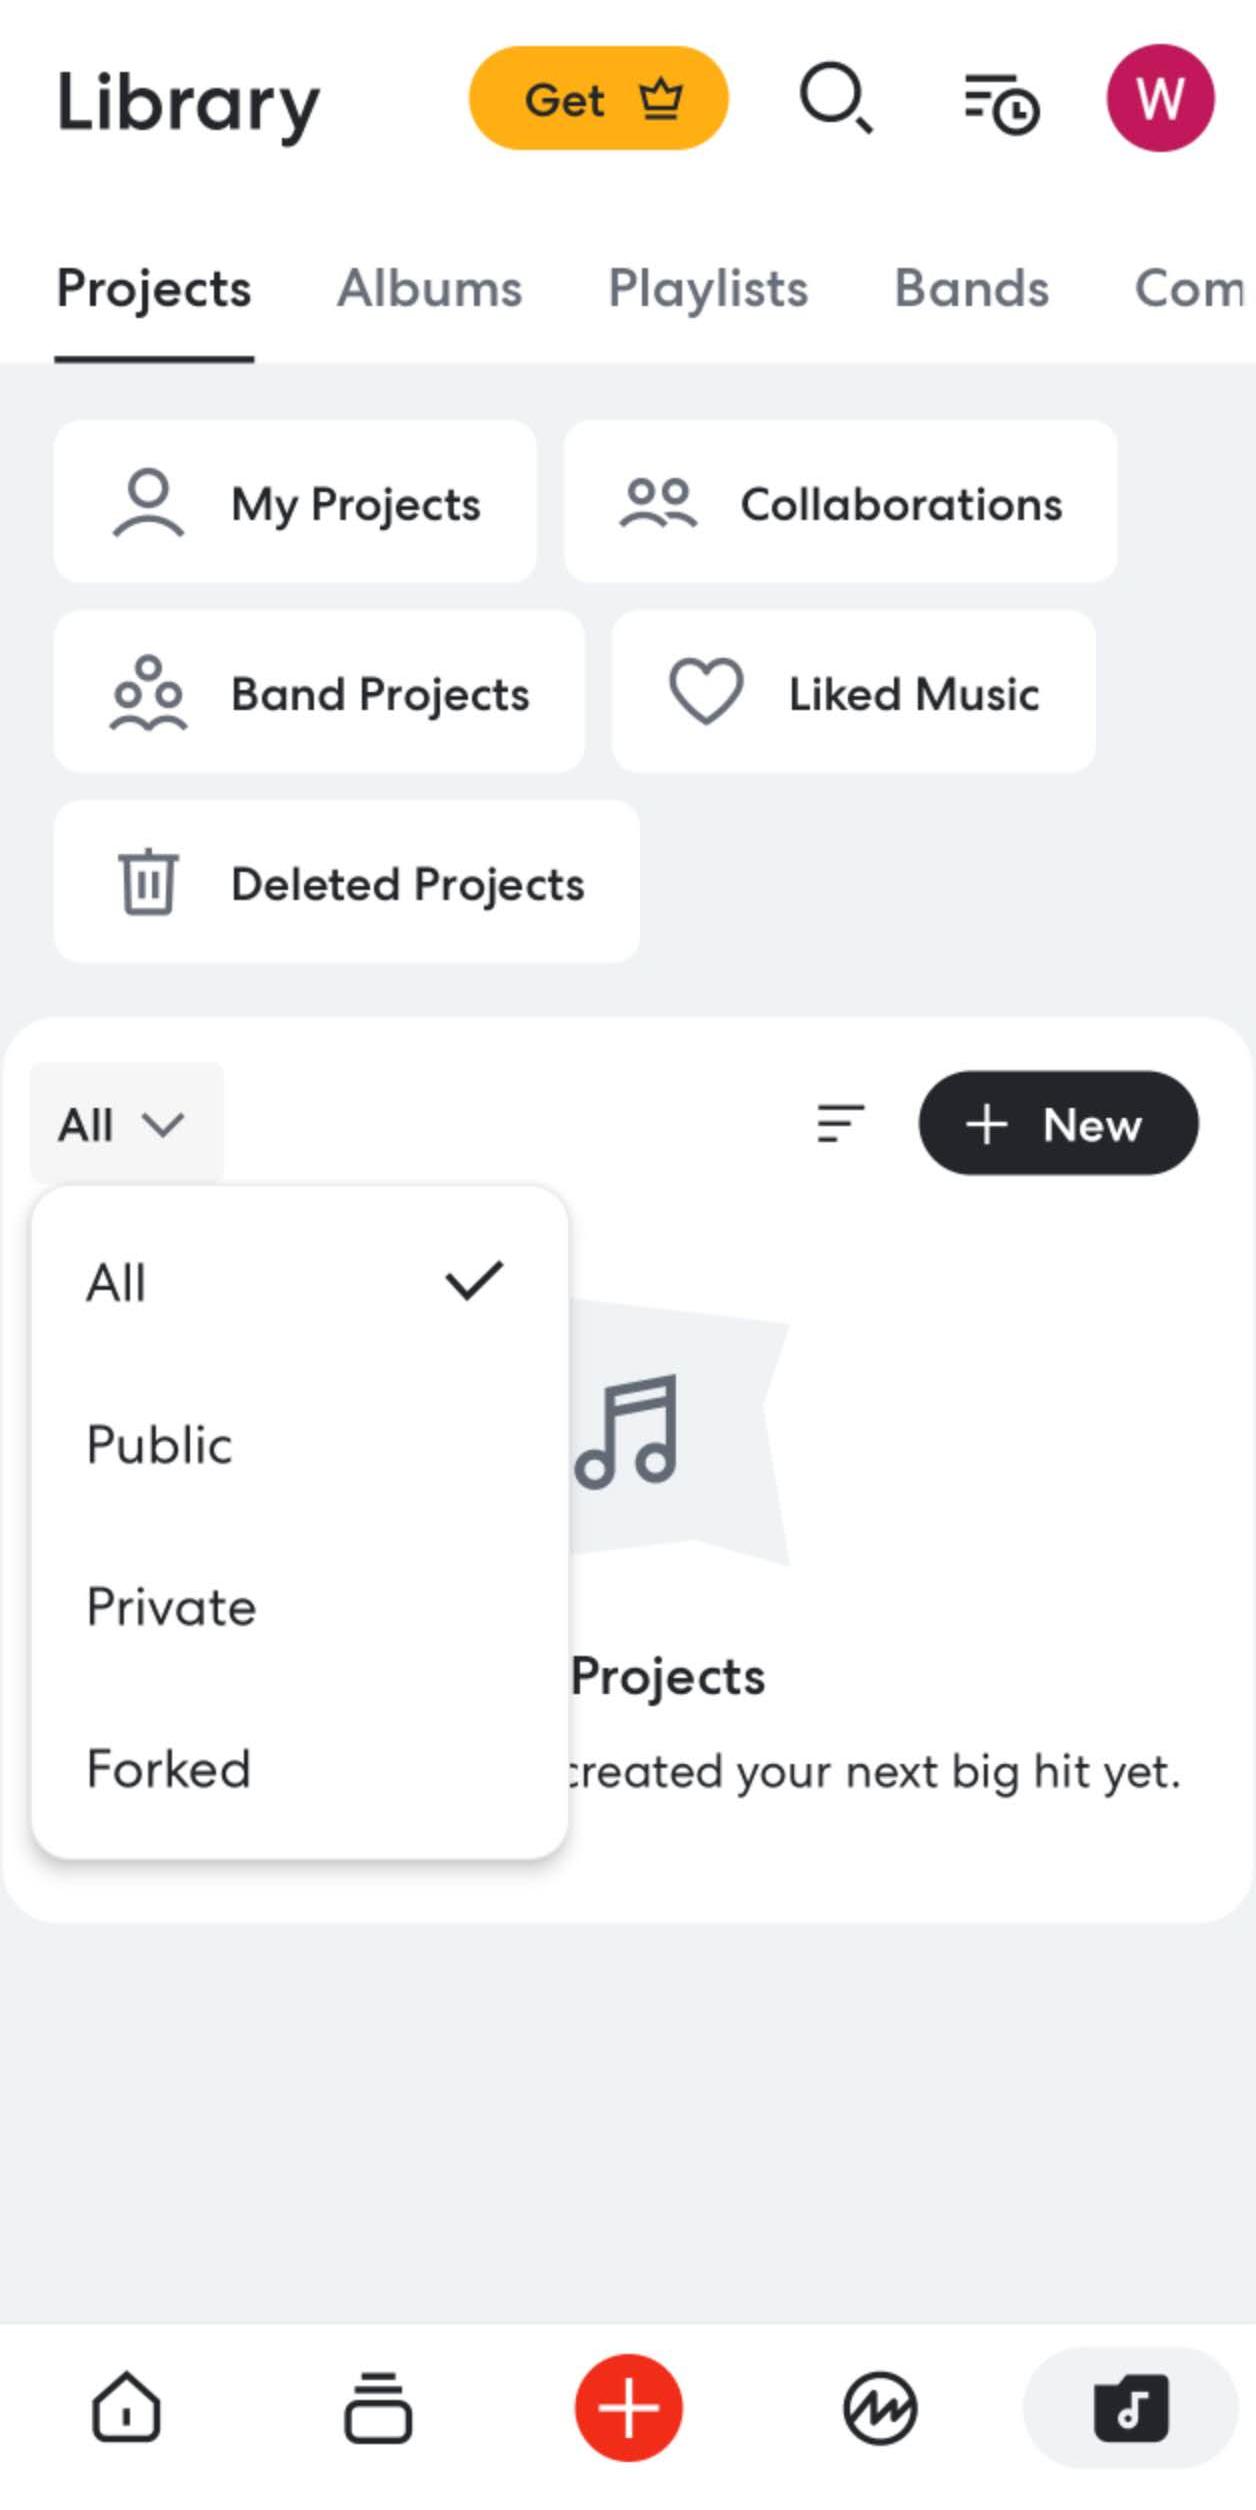 Library
Get
W
Projects Albums Playlists Bands Com
My Projects
Collaborations
Band Projects
Liked Music
Deleted Projects
All
New
All
Public
Private
Forked
Projects
created your next big hit yet.